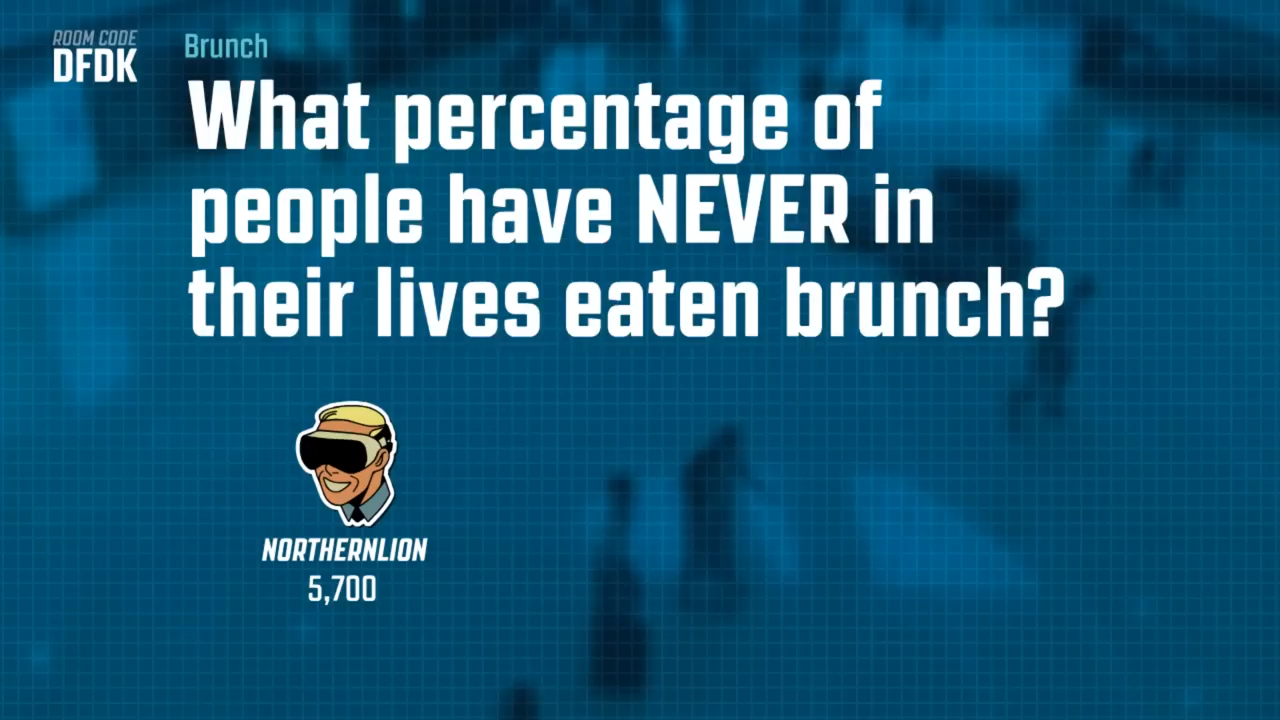 ROOM CODE
DFDK
Brunch
What percentage of
people have NEVER in
their lives eaten brunch?
NORTHERNLION
5,700